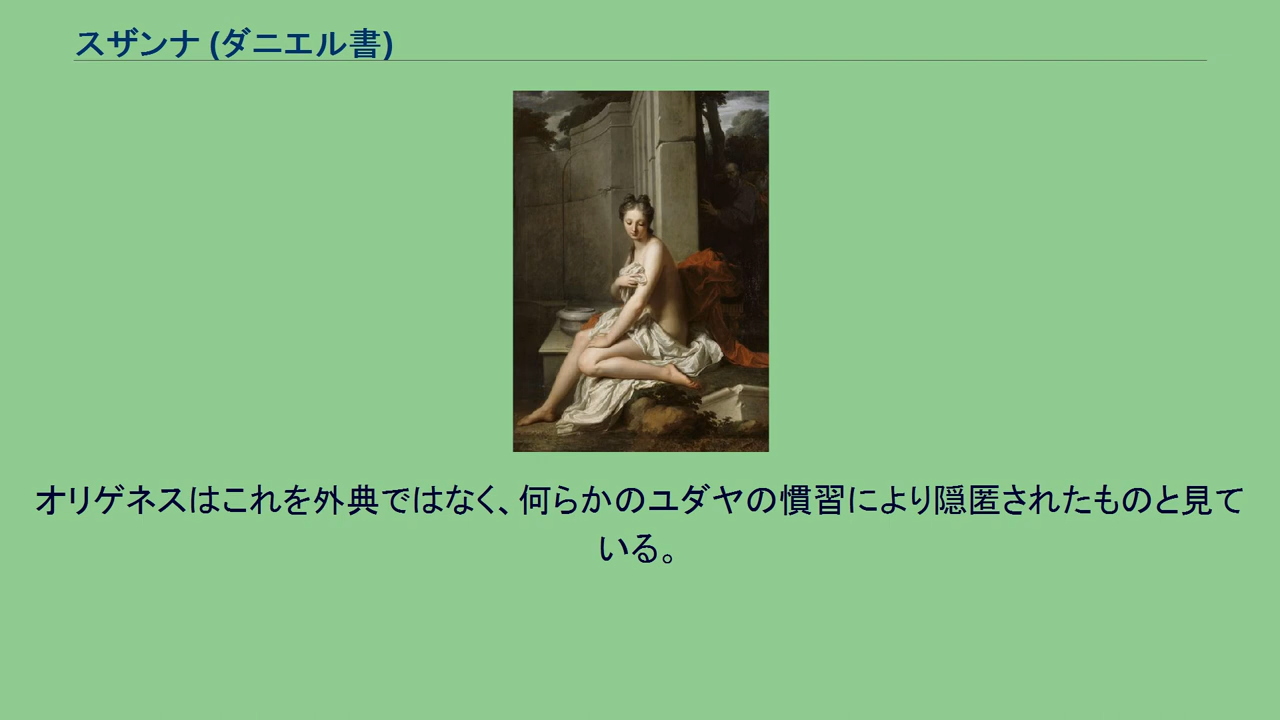 スザンナ (ダニエル書)
オリゲネスはこれを外典ではなく、何らかのユダヤの慣習により隠匿されたものと見て
いる。